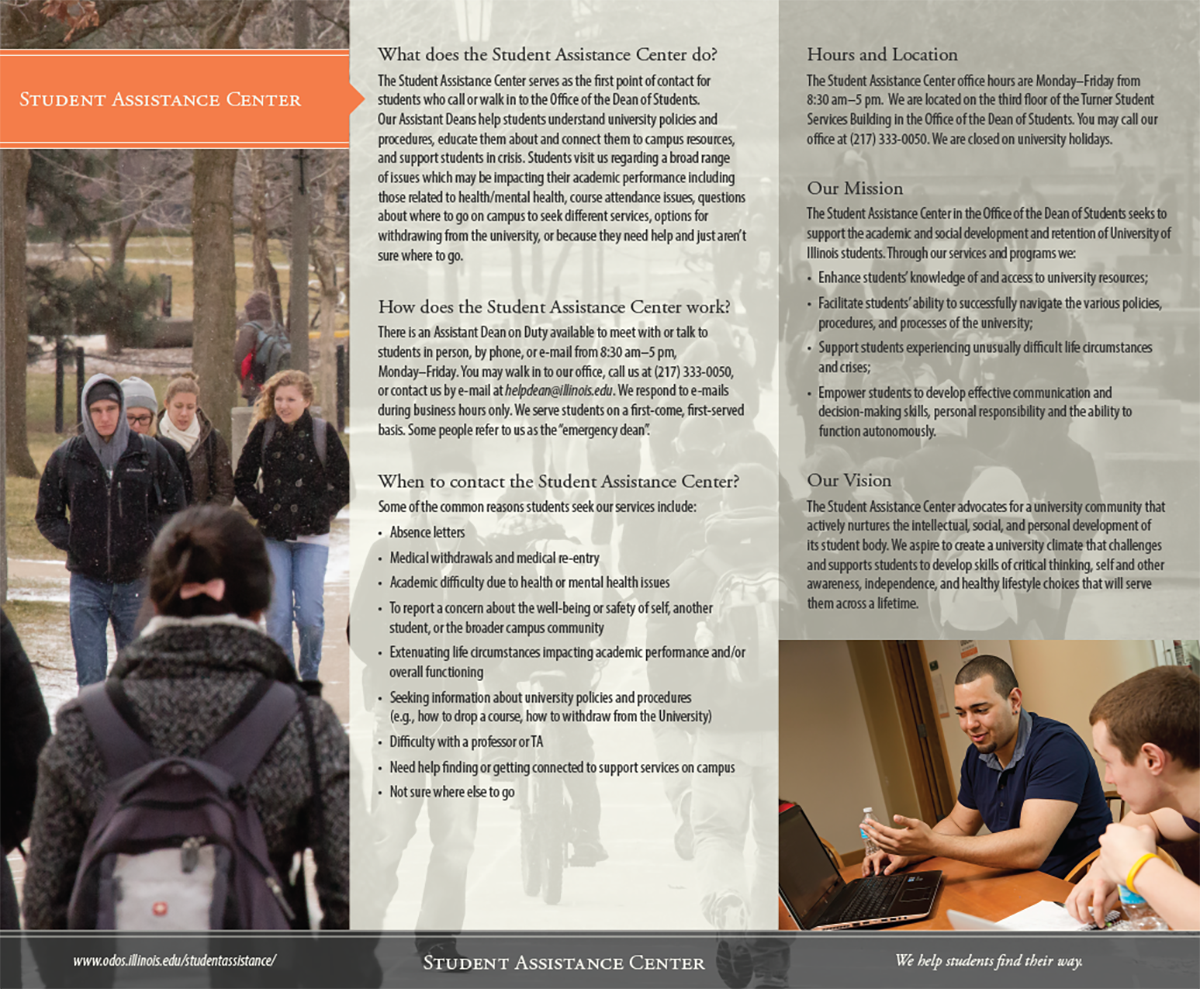 STUDENT ASSISTANCE CENTER
What does the Student Assistance Center do?
The Student Assistance Center serves as the first point of contact for
students who call or walk in to the Office of the Dean of Students.
Our Assistant Deans help students understand university policies and
procedures, educate them about and connect them to campus resources,
and support students in crisis. Students visit us regarding a broad range
of issues which may be impacting their academic performance including
those related to health/mental health, course attendance issues, questions
about where to go on campus to seek different services, options for
withdrawing from the university, or because they need help and just aren't
sure where to go.
How does the Student Assistance Center work?
There is an Assistant Dean on Duty available to meet with or talk to
students in person, by phone, or e-mail from 8:30 am–5 pm,
Monday–Friday. You may walk in to our office, call us at (217) 333-0050,
or contact us by e-mail at helpdean@illinois.edu. We respond to e-mails
during business hours only. We serve students on a first-come, first-served
basis. Some people refer to us as the "emergency dean".
When to contact the Student Assistance Center?
Some of the common reasons students seek our services include:
• Absence letters
• Medical withdrawals and medical re-entry
• Academic difficulty due to health or mental health issues
• To report a concern about the well-being or safety of self, another
student, or the broader campus community
• Extenuating life circumstances impacting academic performance and/or
overall functioning
• Seeking information about university policies and procedures
(e.g., how to drop a course, how to withdraw from the University)
• Difficulty with a professor or TA
• Need help finding or getting connected to support services on campus
• Not sure where else to go
Hours and Location
The Student Assistance Center office hours are Monday–Friday from
8:30 am–5 pm. We are located on the third floor of the Turner Student
Services Building in the Office of the Dean of Students. You may call our
office at (217) 333-0050. We are closed on university holidays.
Our Mission
The Student Assistance Center in the Office of the Dean of Students seeks to
support the academic and social development and retention of University of
Illinois students. Through our services and programs we:
• Enhance students' knowledge of and access to university resources;
• Facilitate students' ability to successfully navigate the various policies,
procedures, and processes of the university;
• Support students experiencing unusually difficult life circumstances
and crises;
• Empower students to develop effective communication and
decision-making skills, personal responsibility and the ability to
function autonomously.
Our Vision
The Student Assistance Center advocates for a university community that
actively nurtures the intellectual, social, and personal development of
its student body. We aspire to create a university climate that challenges
and supports students to develop skills of critical thinking, self and other
awareness, independence, and healthy lifestyle choices that will serve
them across a lifetime.
www.odos.illinois.edu/studentassistance/
STUDENT ASSISTANCE CENTER
We help students find their way.